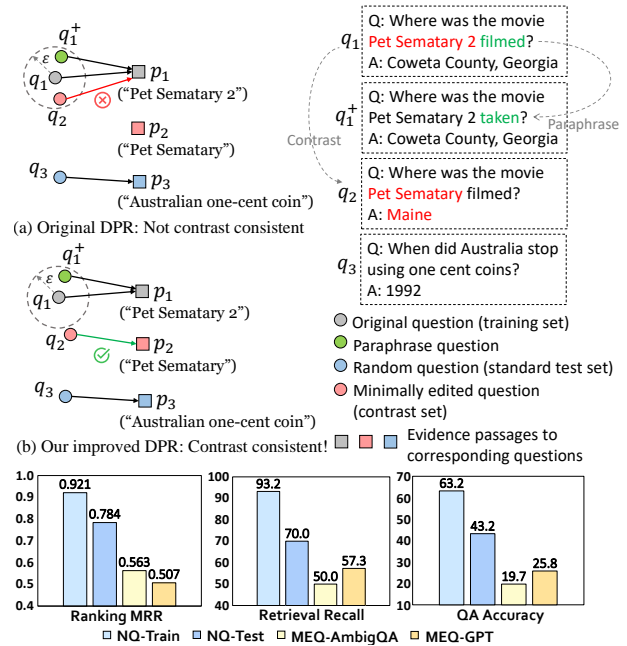 q1+
ε
q1
q2
p1
("Pet Sematary 2")
p2
("Pet Sematary")
q3
p3
("Australian one-cent coin")
(a) Original DPR: Not contrast consistent
q1+
ε
q1
p1
("Pet Sematary 2")
q2
p2
("Pet Sematary")
q3
p3
("Australian one-cent coin")
(b) Our improved DPR: Contrast consistent!
q1
Q: Where was the movie
Pet Sematary 2 filmed?
A: Coweta County, Georgia
q1+
Q: Where was the movie
Pet Sematary 2 taken?
A: Coweta County, Georgia
Contrast
Paraphrase
q2
Q: Where was the movie
Pet Sematary filmed?
A: Maine
q3
Q: When did Australia stop
using one cent coins?
A: 1992
Original question (training set)
Paraphrase question
Random question (standard test set)
Minimally edited question
(contrast set)
Evidence passages to
corresponding questions
1.0
0.9
0.8
0.7
0.6
0.5
0.4
0.921
0.784
0.563
0.507
Ranking MRR
100
90
80
70
60
50
40
93.2
70.0
50.0
57.3
Retrieval Recall
70
60
50
40
30
20
10
63.2
43.2
19.7
25.8
QA Accuracy
NQ-Train NQ-Test MEQ-AmbigQA MEQ-GPT